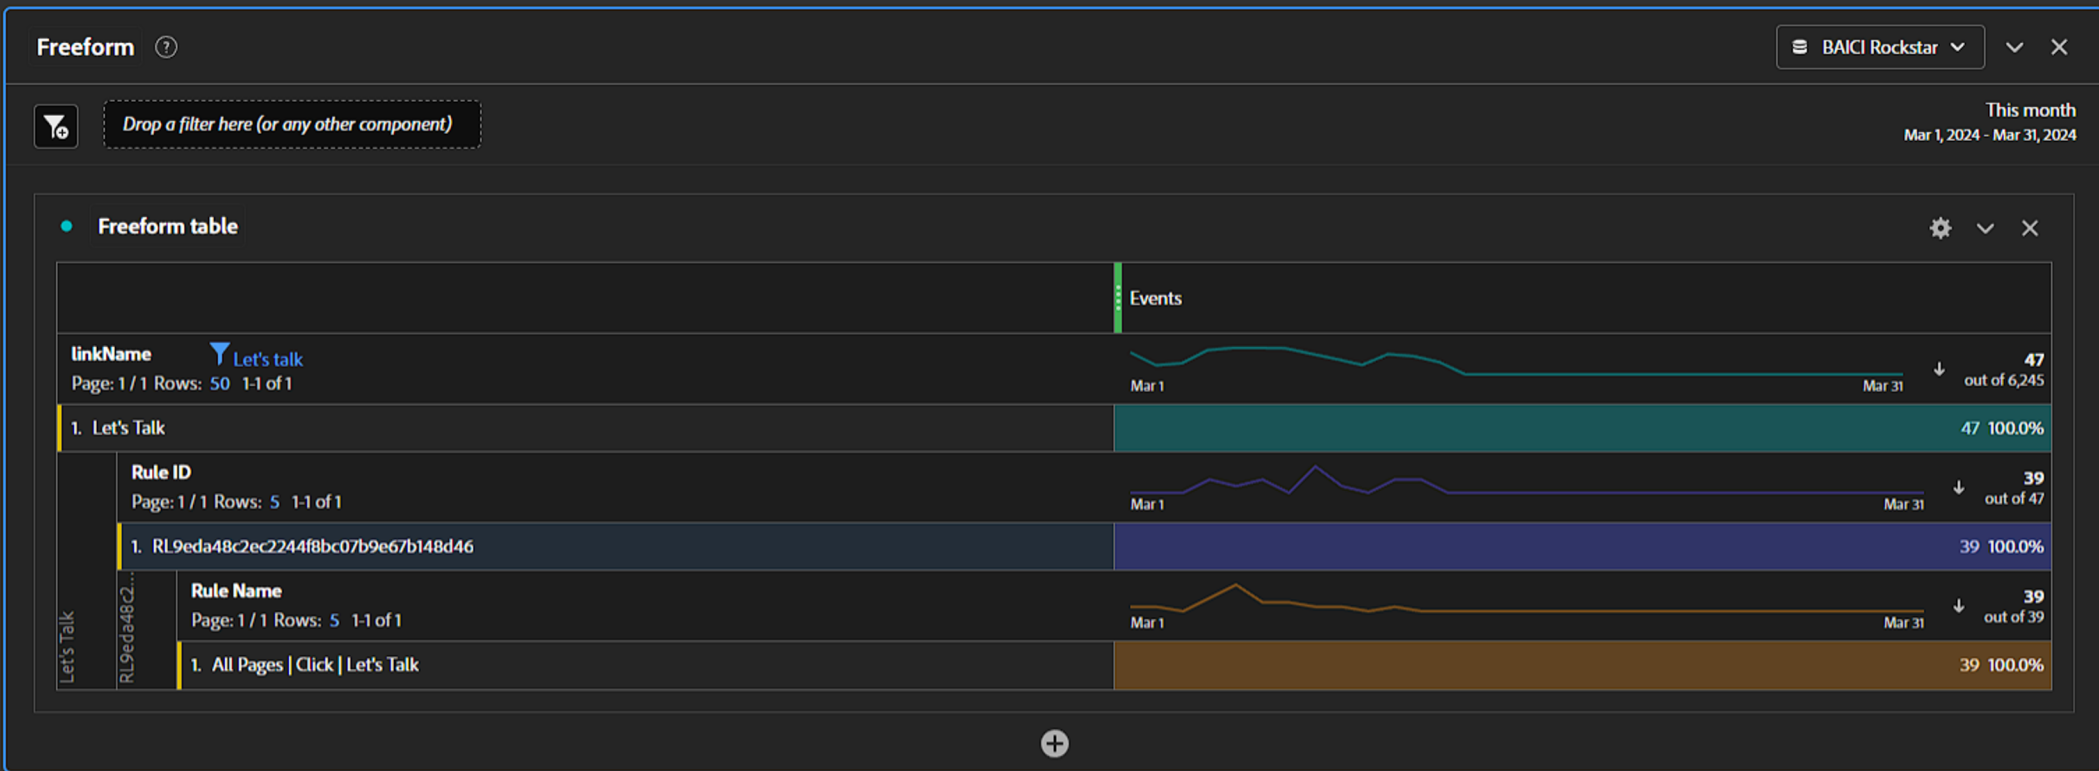 Freeform ?
BAICI Rockstar
Drop a filter here (or any other component)
This month
Mar 1, 2024 - Mar 31, 2024
Freeform table
Events
linkName Let's talk
Page: 1 / 1 Rows: 50 1-1 of 1
Mar 1
Mar 31
47
out of 6,245
1. Let's Talk
47 100.0%
Rule ID
Page: 1 / 1 Rows: 5 1-1 of 1
Mar 1
Mar 31
39
out of 47
1. RL9eda48c2ec2244f8bc07b9e67b148d46
39 100.0%
Let's Talk
RL9eda48c2...
Rule Name
Page: 1 / 1 Rows: 5 1-1 of 1
Mar 1
Mar 31
39
out of 39
1. All Pages | Click | Let's Talk
39 100.0%